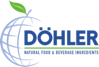 DÖHLER
NATURAL FOOD & BEVERAGE INGREDIENTS